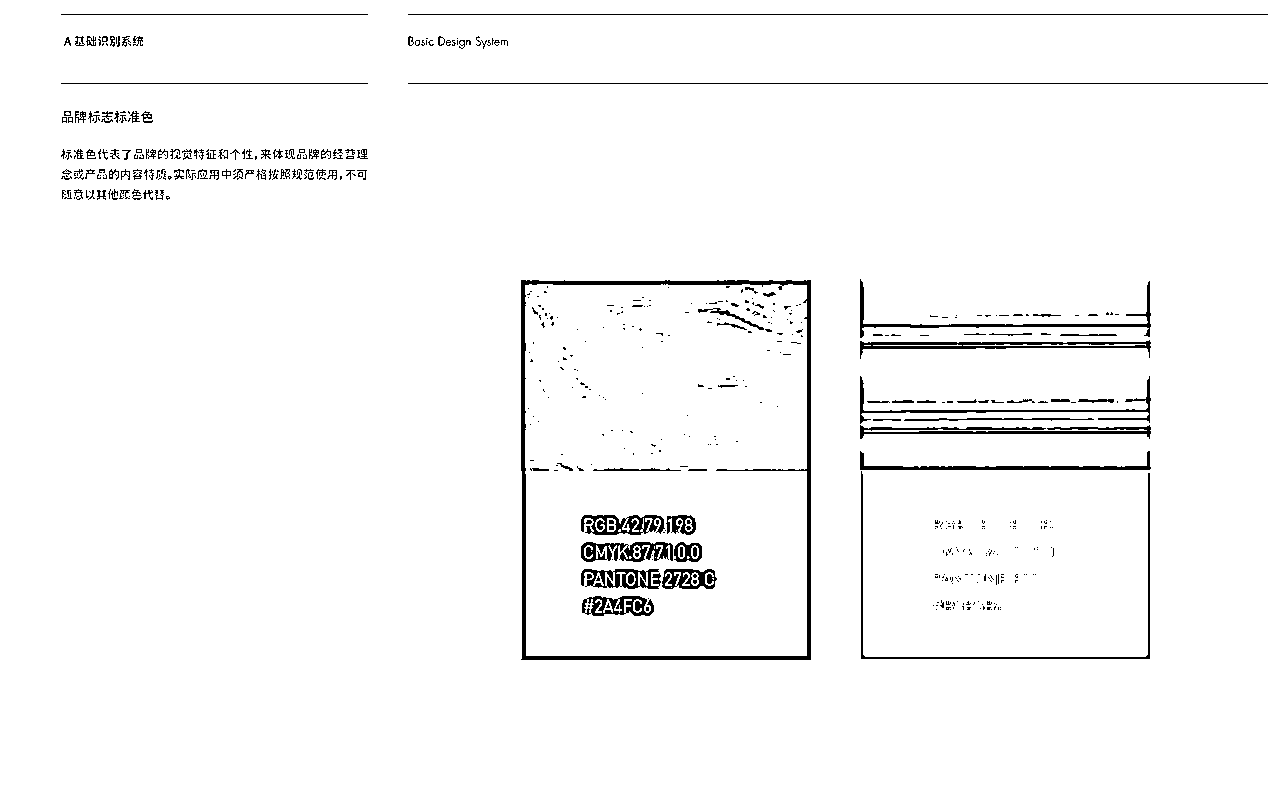 A 基础识别系统
Basic Design System
品牌标志标准色
标准色代表了品牌的视觉特征和个性,来体现品牌的经营理
念或产品的内容特质。实际应用中须严格按照规范使用,不可
随意以其他颜色代替。
RGB:42.79.198
CMYK:87.71.0.0
PANTONE 2728 C
#2A4FC6